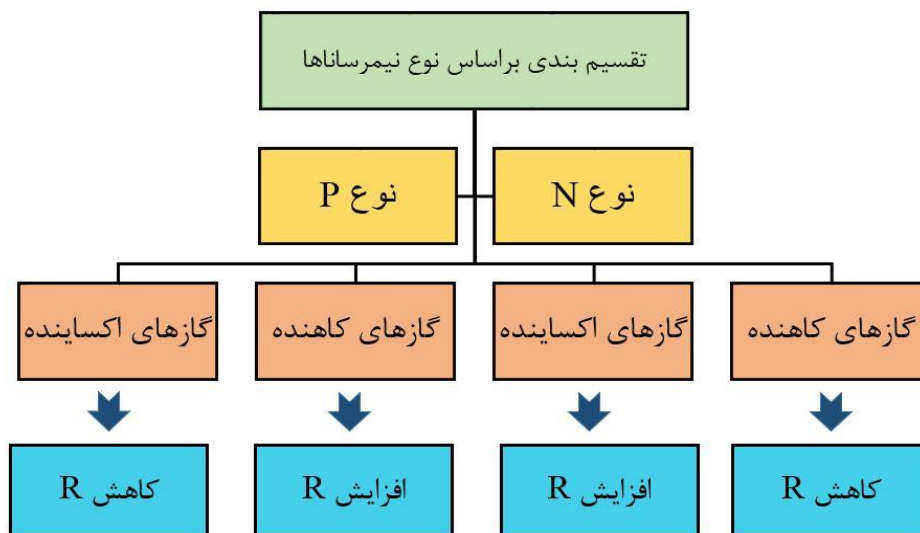 تقسیم بندی براساس نوع نیمرساناها
نوع N
نوع P
گازهای کاهنده
گازهای اکساینده
گازهای کاهنده
گازهای اکساینده
کاهش R
افزایش R
افزایش R
کاهش R